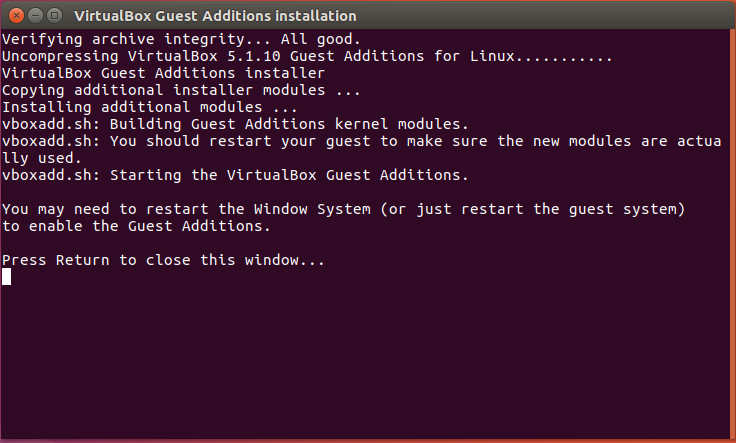 VirtualBox Guest Additions installation
Verifying archive integrity... All good.
Uncompressing VirtualBox 5.1.10 Guest Additions for Linux...........
VirtualBox Guest Additions installer
Copying additional installer modules ...
Installing additional modules ...
vboxadd.sh: Building Guest Additions kernel modules.
vboxadd.sh: You should restart your guest to make sure the new modules are actua
lly used.
vboxadd.sh: Starting the VirtualBox Guest Additions.
You may need to restart the Window System (or just restart the guest system)
to enable the Guest Additions.
Press Return to close this window...